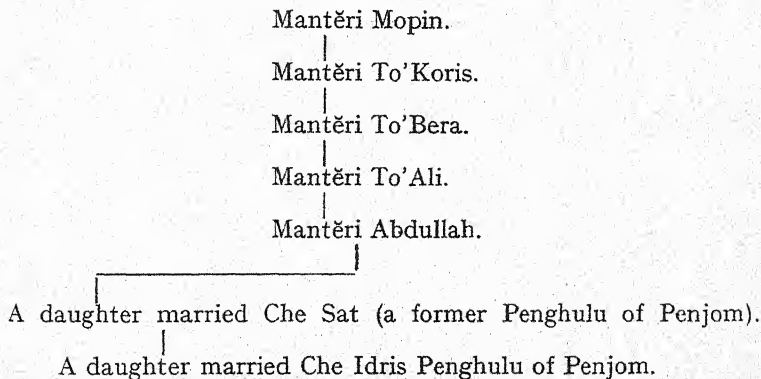 Mantĕri Mopin.
Mantĕri To'Koris.
Mantĕri To'Bera.
Mantĕri To'Ali.
Mantĕri Abdullah.
A daughter married Che Sat (a former Penghulu of Penjom).
A daughter married Che Idris Penghulu of Penjom.